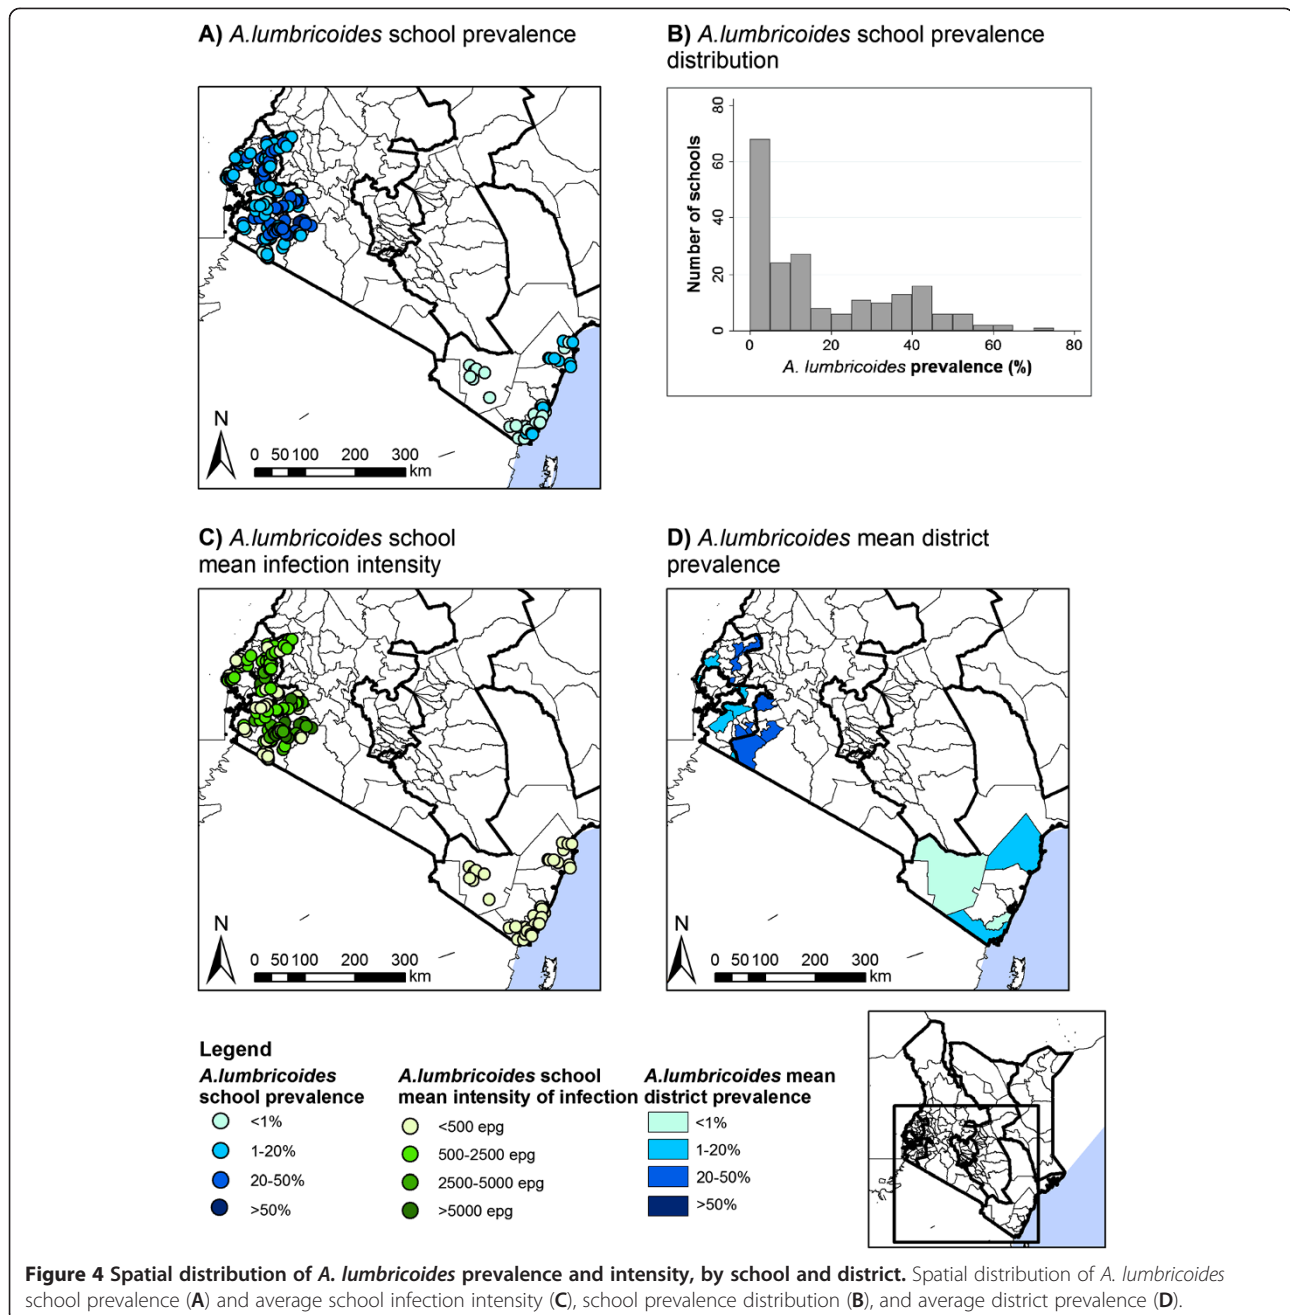 A) A.lumbricoides school prevalence
N
0 50 100 200 300
km
B) A.lumbricoides school prevalence
distribution
80
60
40
20
0
Number of schools
0 20 40 60 80
A. lumbricoides prevalence (%)
C) A.lumbricoides school
mean infection intensity
N
0 50 100 200 300
km
D) A.lumbricoides mean district
prevalence
N
0 50 100 200 300
km
Legend
A.lumbricoides
school prevalence
<1%
1-20%
20-50%
>50%
A.lumbricoides school
mean intensity of infection
<500 epg
500-2500 epg
2500-5000 epg
>5000 epg
A.lumbricoides mean
district prevalence
<1%
1-20%
20-50%
>50%
Figure 4 Spatial distribution of A. lumbricoides prevalence and intensity, by school and district. Spatial distribution of A. lumbricoides
school prevalence (A) and average school infection intensity (C), school prevalence distribution (B), and average district prevalence (D).